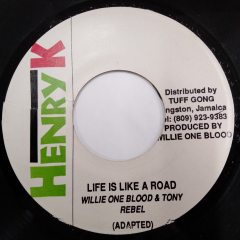 HENRY K
Distributed by
TUFF GONG
ngston, Jamaica
Tel: (809) 923-9383
PRODUCED BY
WILLIE ONE BLOOD
LIFE IS LIKE A ROAD
WILLIE ONE BLOOD & TONY
REBEL
(ADAPTED)